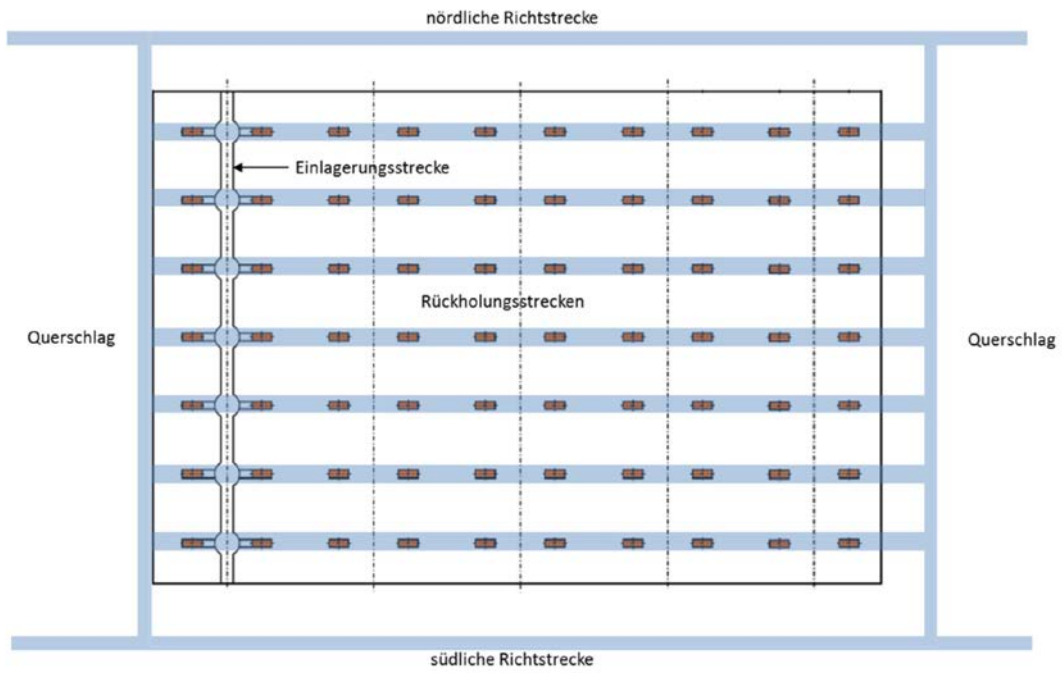 nördliche Richtstrecke
Einlagerungsstrecke
Rückholungsstrecken
Querschlag
Querschlag
südliche Richtstrecke